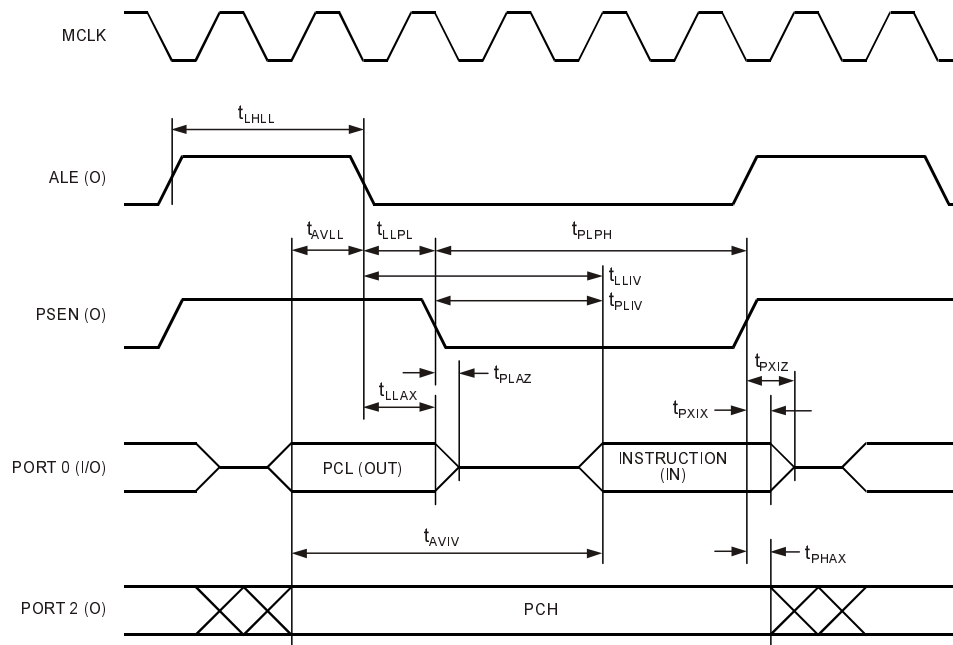 MCLK
tLHLL
ALE (O)
tAVLL tLLPL tPLPH
tLLIV
tPLIV
PSEN (O)
tPXIZ
tPLAZ
tLLAX
tPXIX
PORT 0 (I/O)
PCL (OUT)
INSTRUCTION
(IN)
tAVIV
tPHAX
PORT 2 (O)
PCH